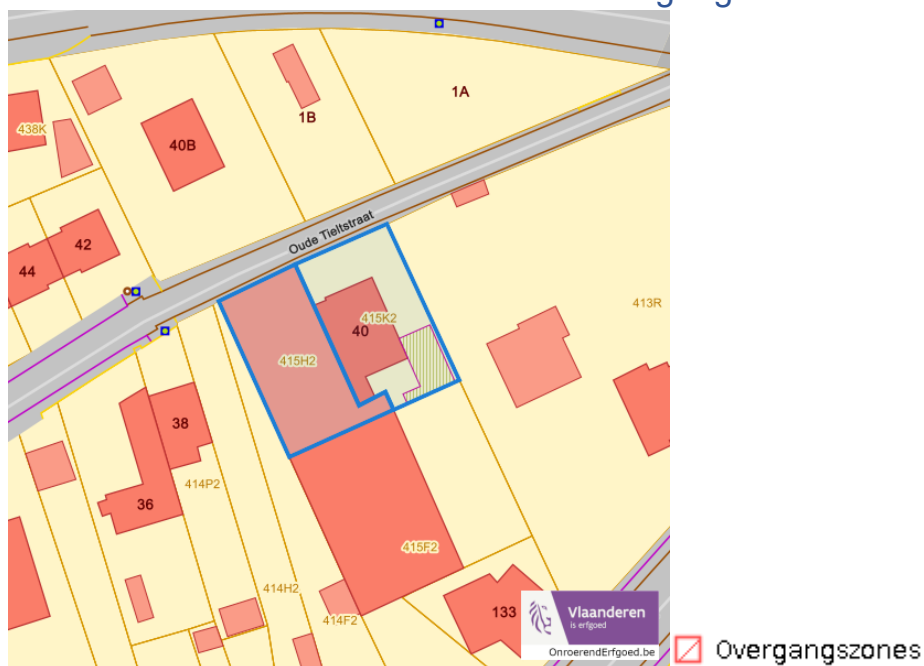 1A
1B
438K
40B
Oude Tieltstraat
42
44
413R
415K2
40
415H2
38
414P2
36
415F2
414H2
414F2
133
Vlaanderen
is erfgoed
OnroerendErfgoed.be
Overgangszones